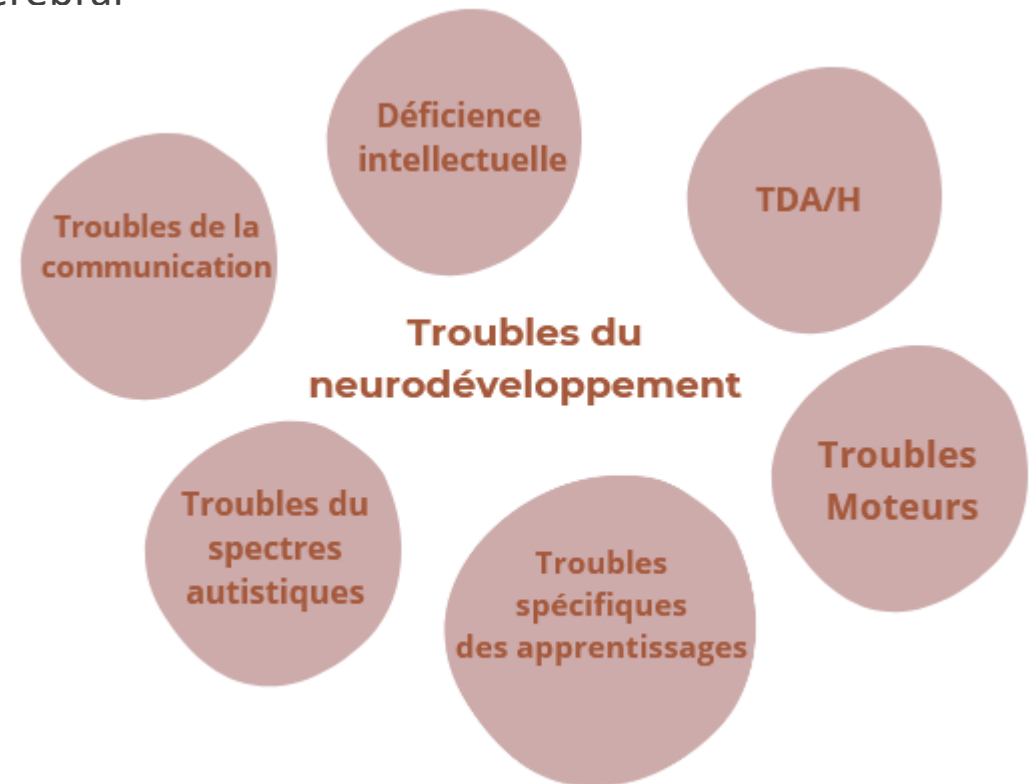 Déficience
intellectuelle
TDA/H
Troubles de la
communication
Troubles du
neurodéveloppement
Troubles
Moteurs
Troubles du
spectres
autistiques
Troubles
spécifiques
des apprentissages